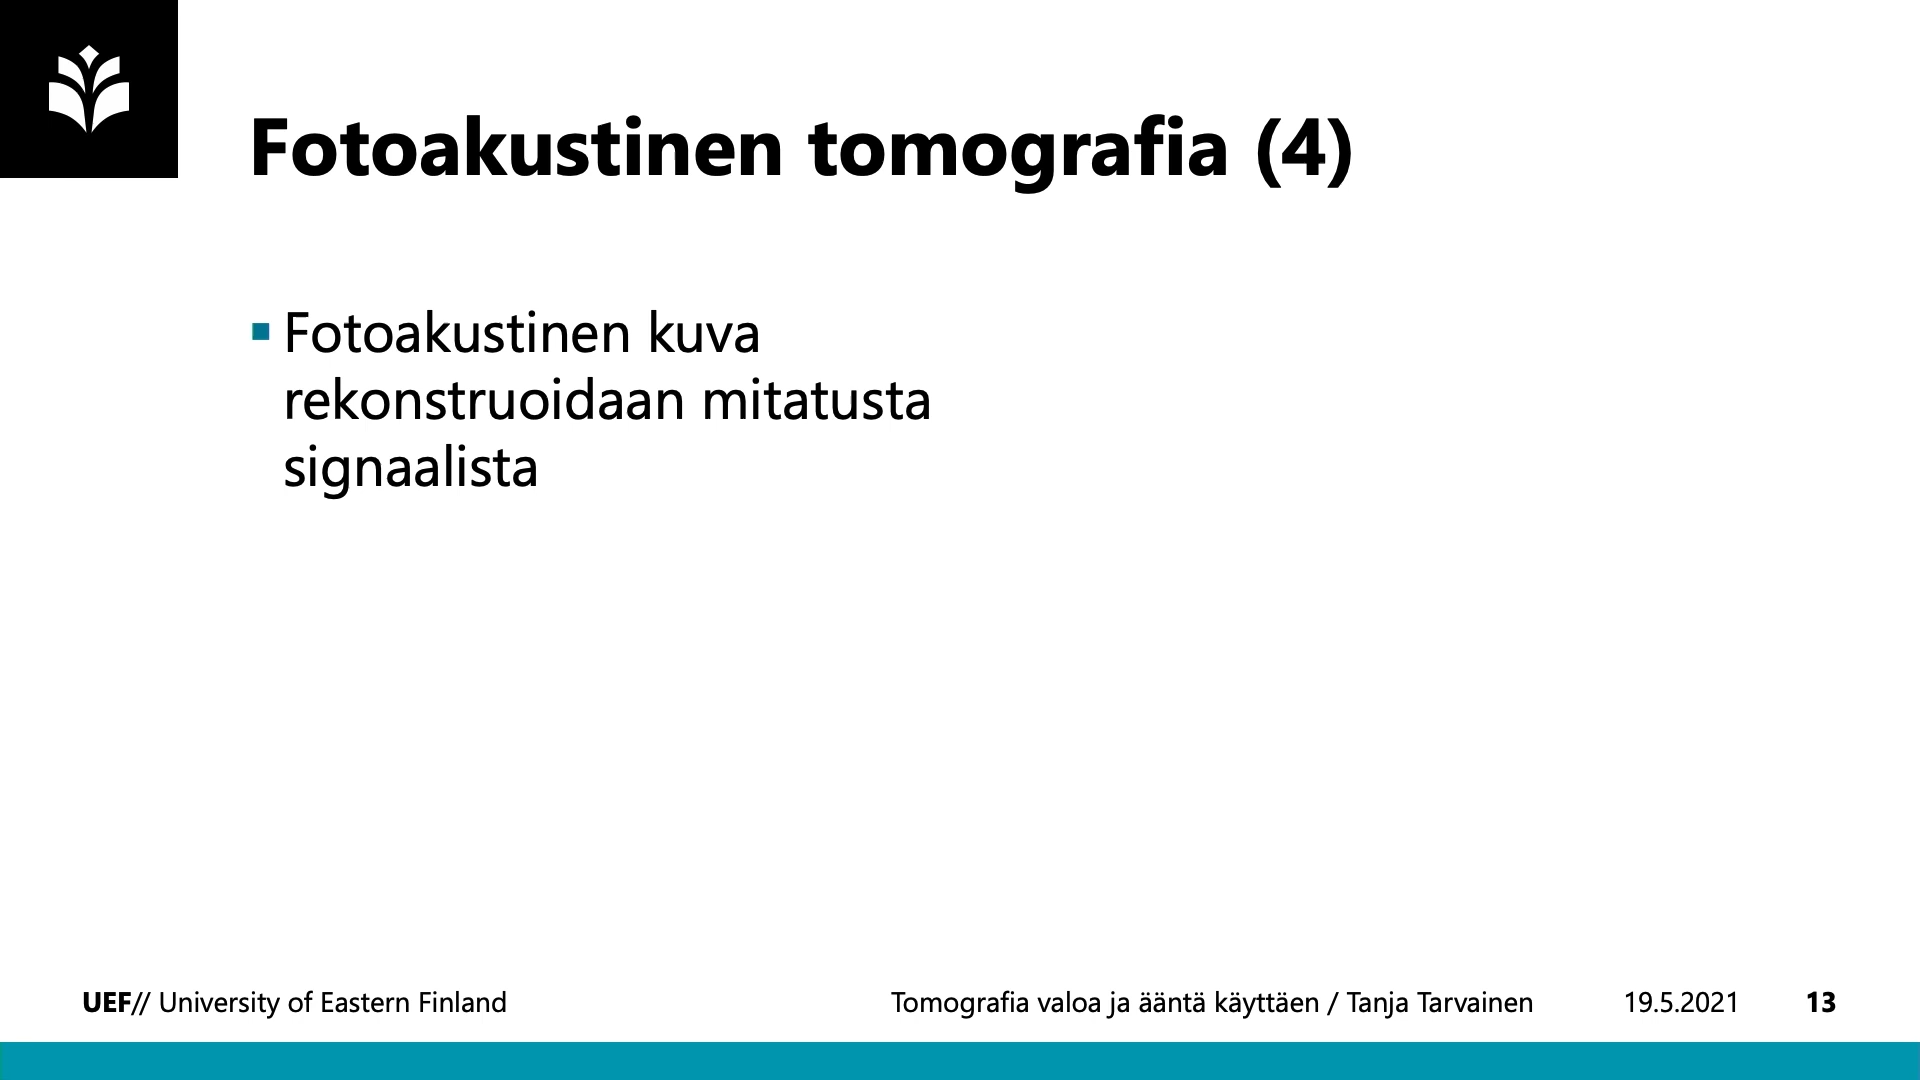 Fotoakustinen tomografia (4)
Fotoakustinen kuva
rekonstruoidaan mitatusta
signaalista
UEF// University of Eastern Finland
Tomografia valoa ja ääntä käyttäen / Tanja Tarvainen
19.5.2021
13